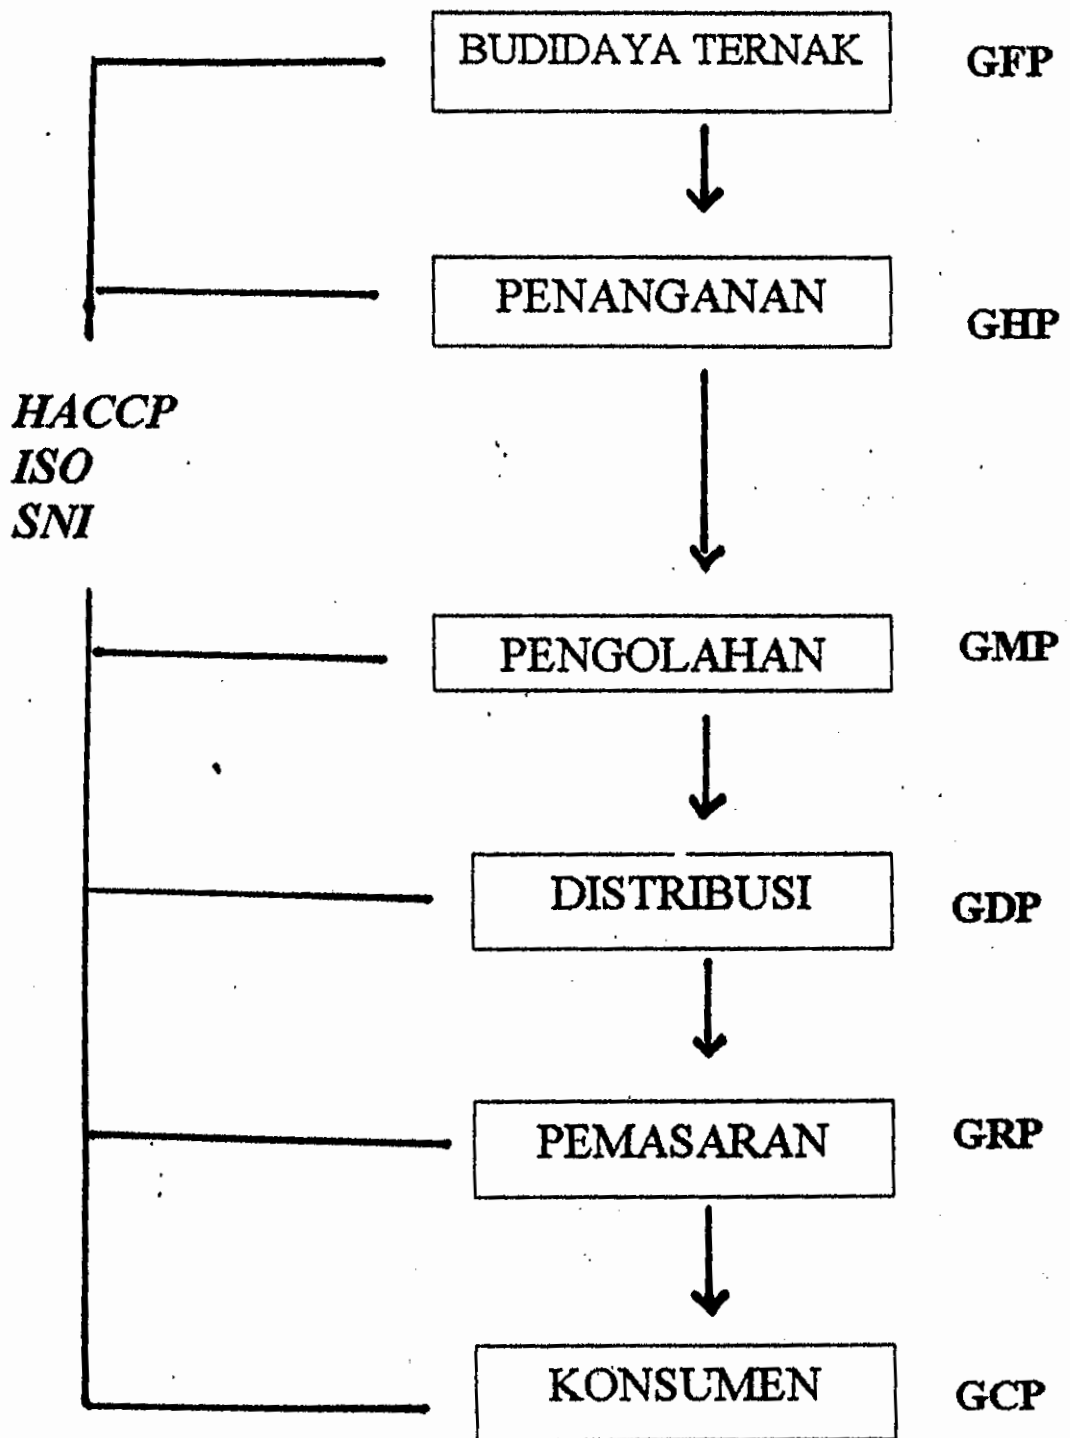 BUDIDAYA TERNAK GFP
PENANGANAN GHP
HACCP
ISO
SNI
PENGOLAHAN GMP
DISTRIBUSI GDP
PEMASARAN GRP
KONSUMEN GCP